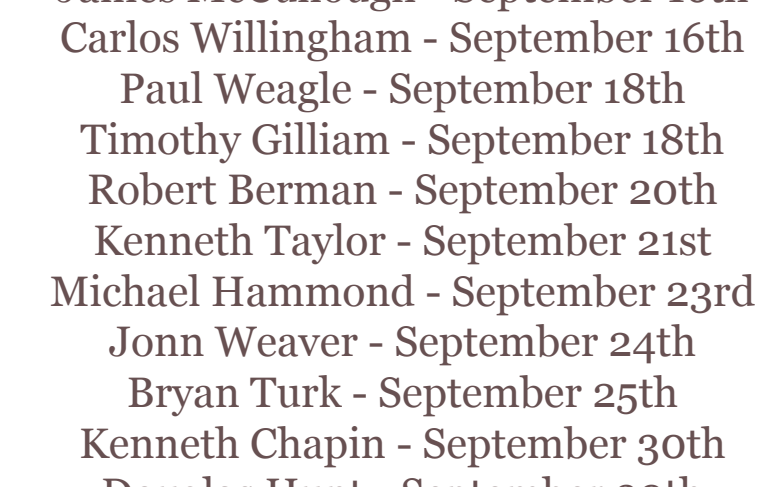 Carlos Willingham - September 16th
Paul Weagle - September 18th
Timothy Gilliam - September 18th
Robert Berman - September 20th
Kenneth Taylor - September 21st
Michael Hammond - September 23rd
Jonn Weaver - September 24th
Bryan Turk - September 25th
Kenneth Chapin - September 30th